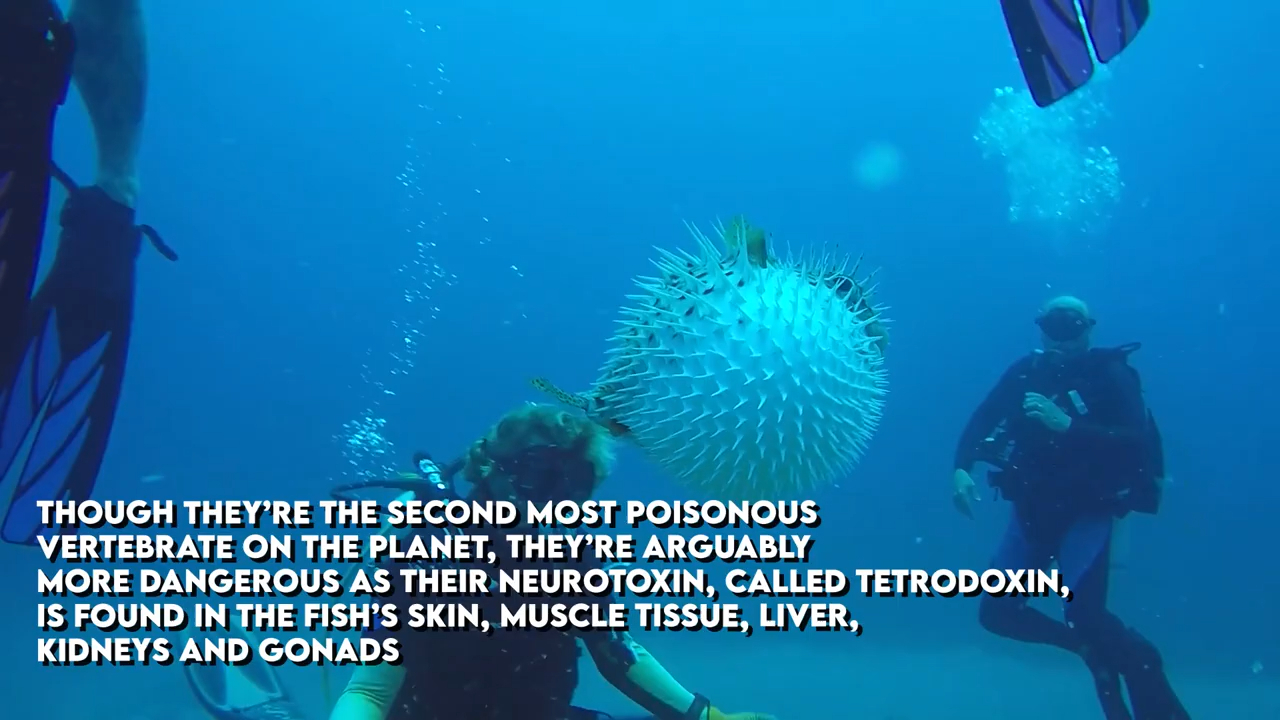 THOUGH THEY'RE THE SECOND MOST POISONOUS
VERTEBRATE ON THE PLANET, THEY'RE ARGUABLY
MORE DANGEROUS AS THEIR NEUROTOXIN, CALLED TETRODOXIN,
IS FOUND IN THE FISH'S SKIN, MUSCLE TISSUE, LIVER,
KIDNEYS AND GONADS